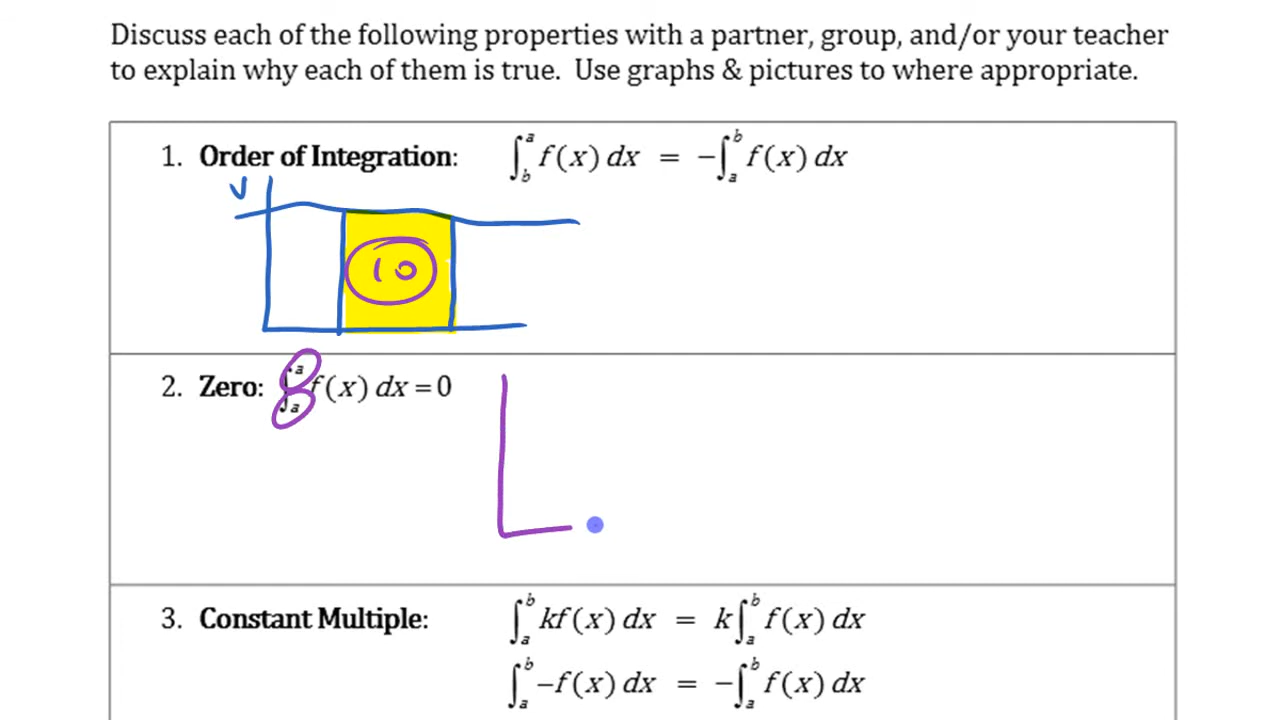 Discuss each of the following properties with a partner, group, and/or your teacher
to explain why each of them is true. Use graphs & pictures to where appropriate.
1. Order of Integration: ∫_b^a f(x) dx = −∫_a^b f(x) dx
v
10
2. Zero: ∫_a^a f(x) dx = 0
3. Constant Multiple: ∫_a^b kf(x) dx = k∫_a^b f(x) dx
∫_a^b −f(x) dx = −∫_a^b f(x) dx